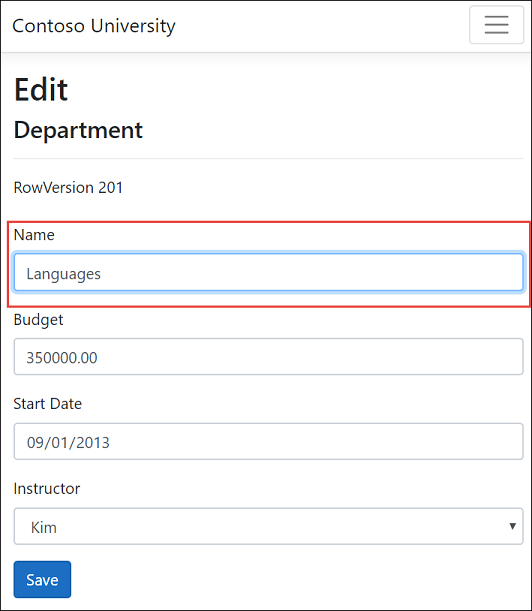 Contoso University
Edit
Department
RowVersion 201
Name
Languages
Budget
350000.00
Start Date
09/01/2013
Instructor
Kim
Save